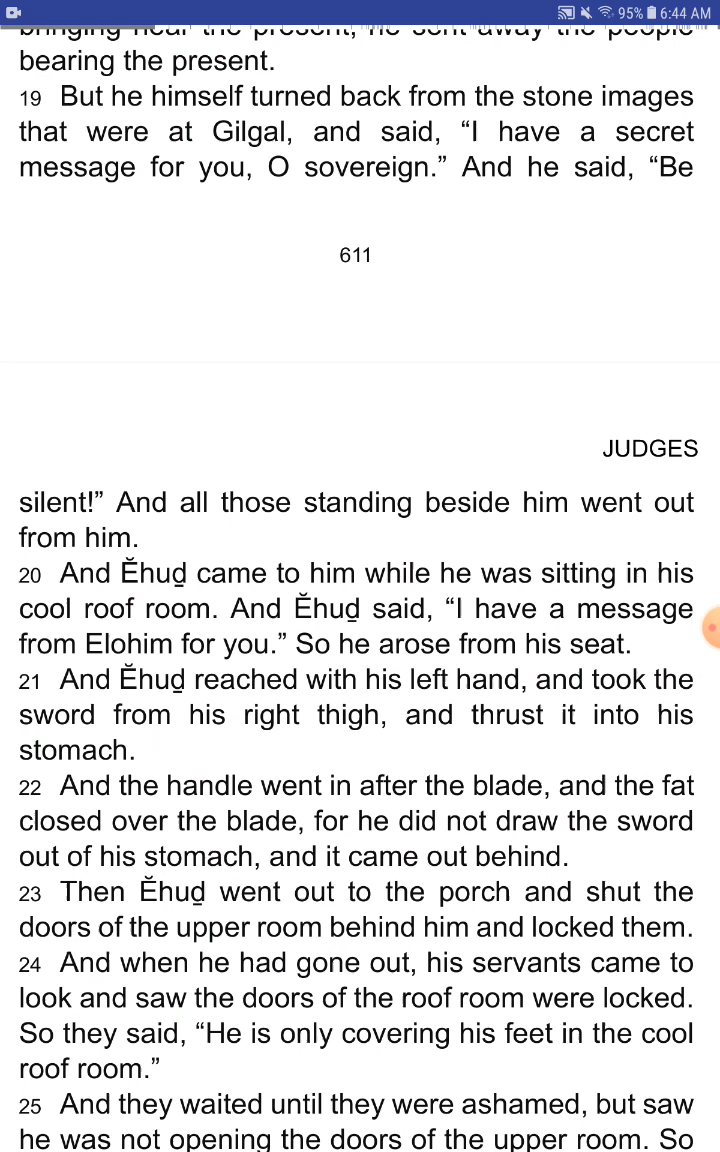 95% 6:44 AM
bringing near the present, he sent away the people
bearing the present.
19 But he himself turned back from the stone images
that were at Gilgal, and said, “I have a secret
message for you, O sovereign.” And he said, “Be
611
JUDGES
silent!” And all those standing beside him went out
from him.
20 And Ĕhuḏ came to him while he was sitting in his
cool roof room. And Ĕhuḏ said, “I have a message
from Elohim for you.” So he arose from his seat.
21 And Ĕhuḏ reached with his left hand, and took the
sword from his right thigh, and thrust it into his
stomach.
22 And the handle went in after the blade, and the fat
closed over the blade, for he did not draw the sword
out of his stomach, and it came out behind.
23 Then Ĕhuḏ went out to the porch and shut the
doors of the upper room behind him and locked them.
24 And when he had gone out, his servants came to
look and saw the doors of the roof room were locked.
So they said, “He is only covering his feet in the cool
roof room.”
25 And they waited until they were ashamed, but saw
he was not opening the doors of the upper room. So